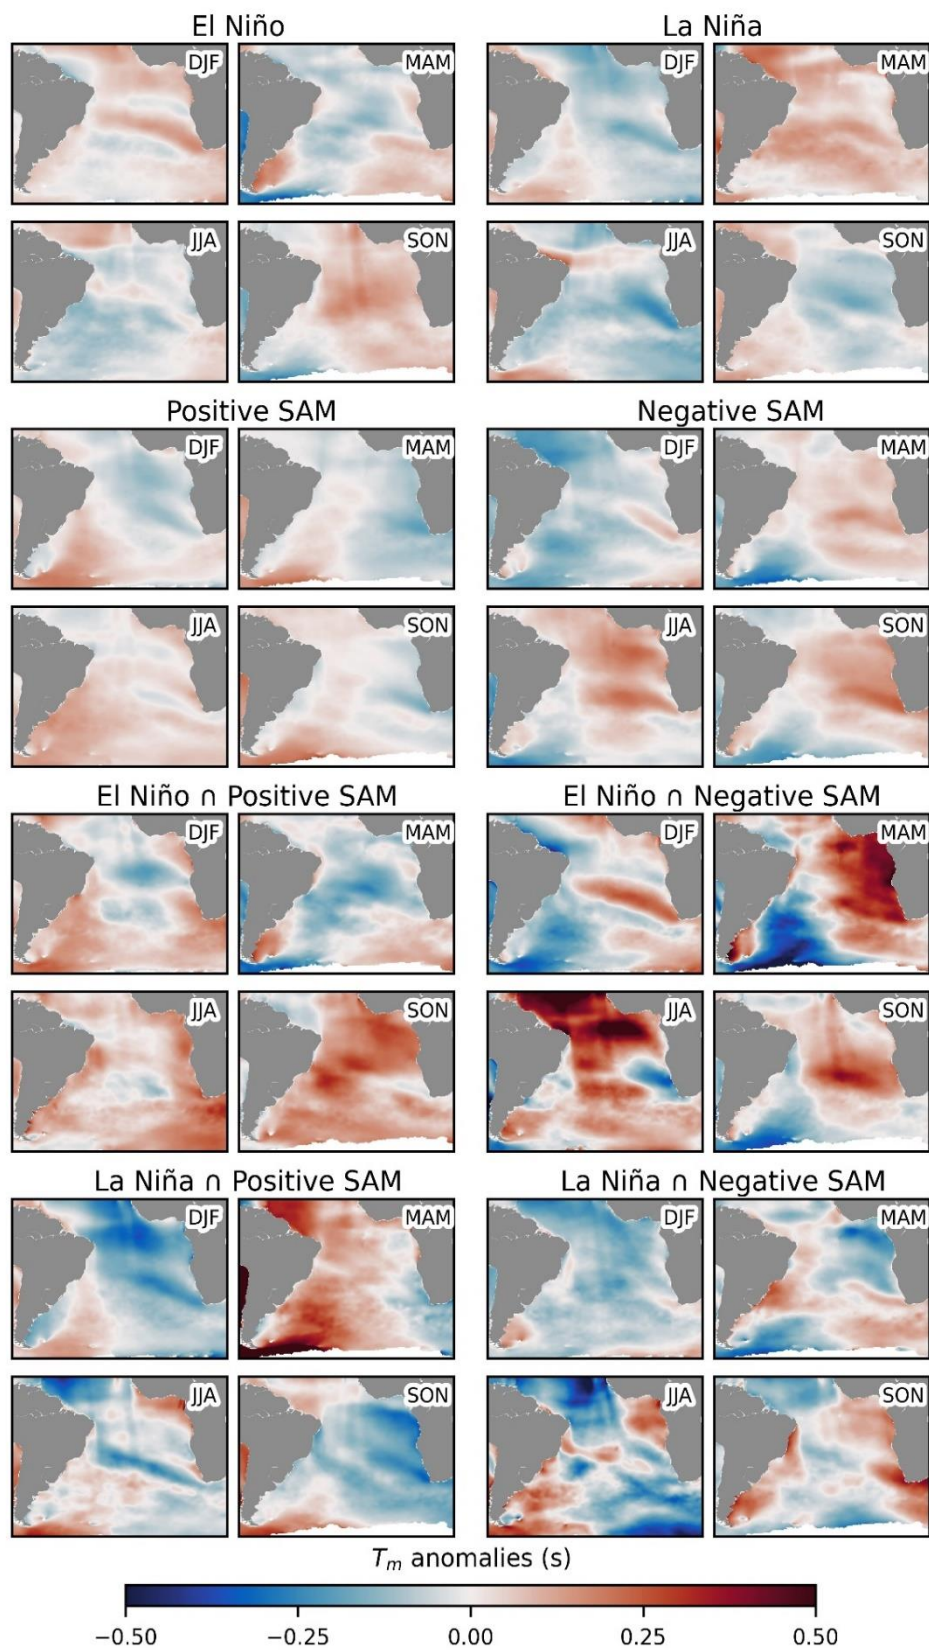 El Niño La Niña
DJF MAM DJF MAM
JJA SON JJA SON
Positive SAM Negative SAM
DJF MAM DJF MAM
JJA SON JJA SON
El Niño ∩ Positive SAM El Niño ∩ Negative SAM
DJF MAM DJF MAM
JJA SON JJA SON
La Niña ∩ Positive SAM La Niña ∩ Negative SAM
DJF MAM DJF MAM
JJA SON JJA SON
Tm anomalies (s)
−0.50 −0.25 0.00 0.25 0.50